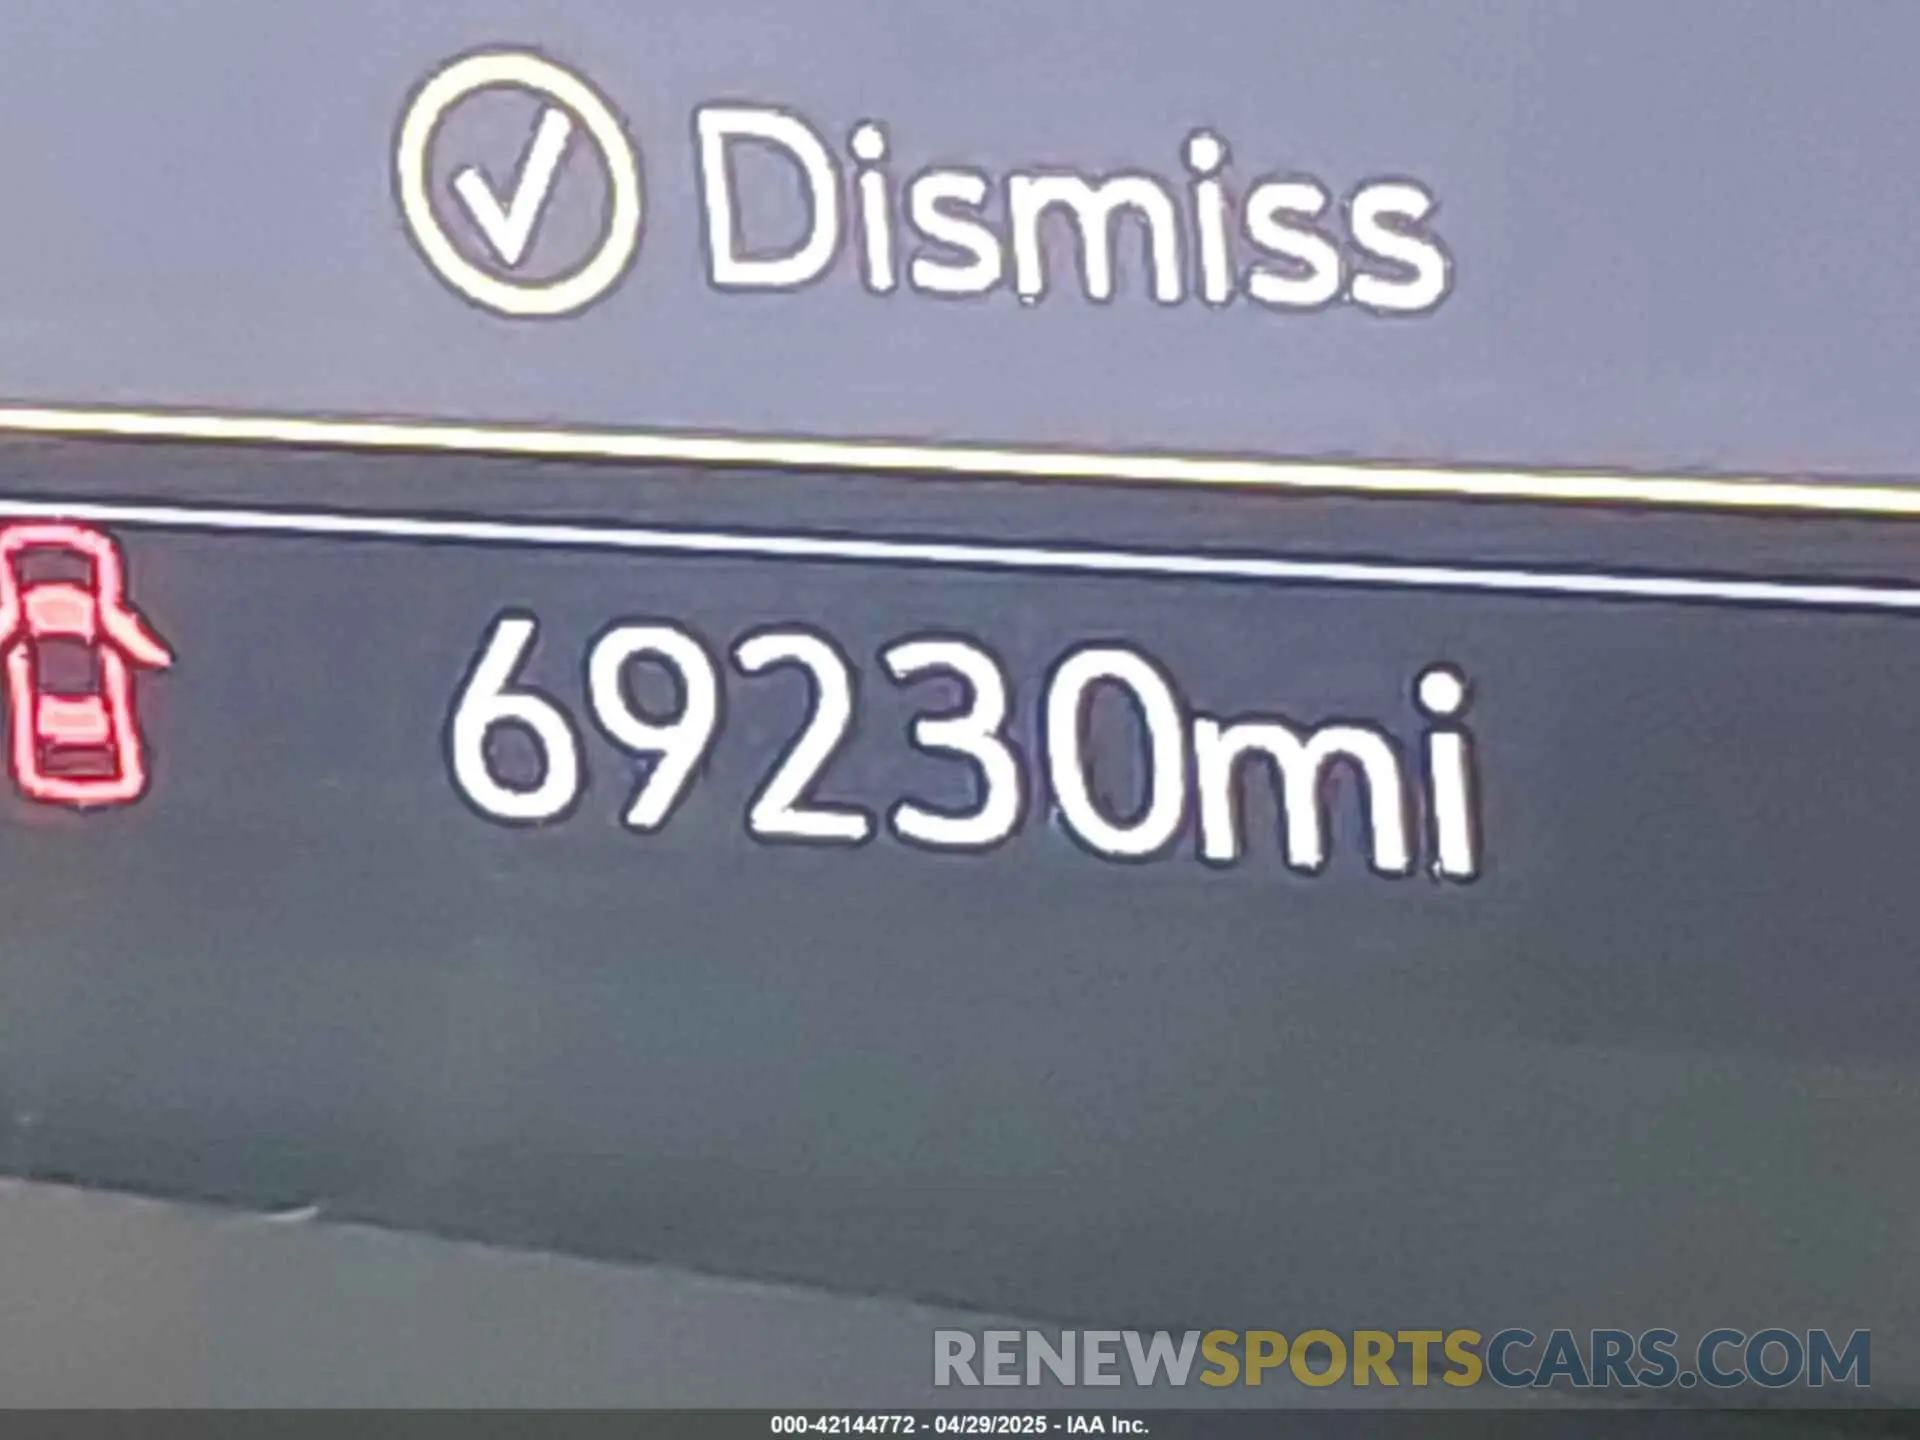 Dismiss
69230mi
RENEWSPORTSCARS.COM
000-42144772 - 04/29/2025 - IAA Inc.